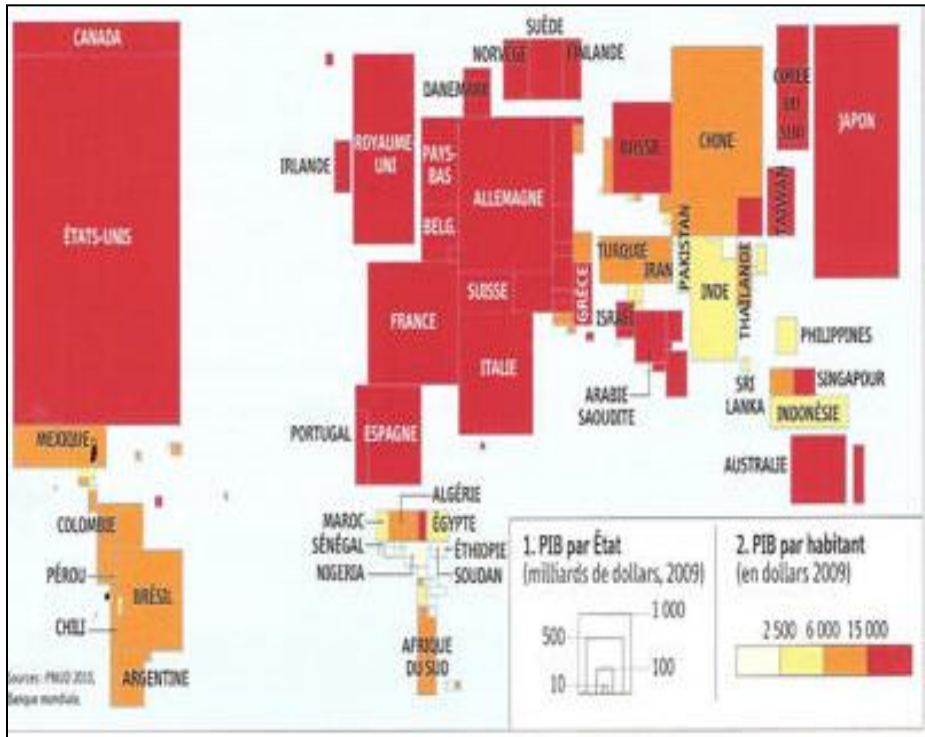 CANADA
ÉTATS-UNIS
MEXIQUE
COLOMBIE
PÉROU
BRÉSIL
CHILI
ARGENTINE
Sources : PNUD 2010,
Banque mondiale.
SUÈDE
NORVÈGE
FINLANDE
DANEMARK
IRLANDE
ROYAUME
UNI
PAYS-
BAS
BELG.
ALLEMAGNE
FRANCE
SUISSE
ITALIE
PORTUGAL
ESPAGNE
GRÈCE
RUSSIE
CHINE
CORÉE
DU
SUD
JAPON
TAIWAN
TURQUIE
IRAN
PAKISTAN
INDE
THAÏLANDE
ISRAËL
ARABIE
SAOUDITE
SRI
LANKA
PHILIPPINES
SINGAPOUR
INDONÉSIE
AUSTRALIE
ALGÉRIE
MAROC
ÉGYPTE
SÉNÉGAL
ÉTHIOPIE
NIGERIA
SOUDAN
AFRIQUE
DU SUD
1. PIB par État
(milliards de dollars, 2009)
1 000
500
100
10
2. PIB par habitant
(en dollars 2009)
2 500 6 000 15 000